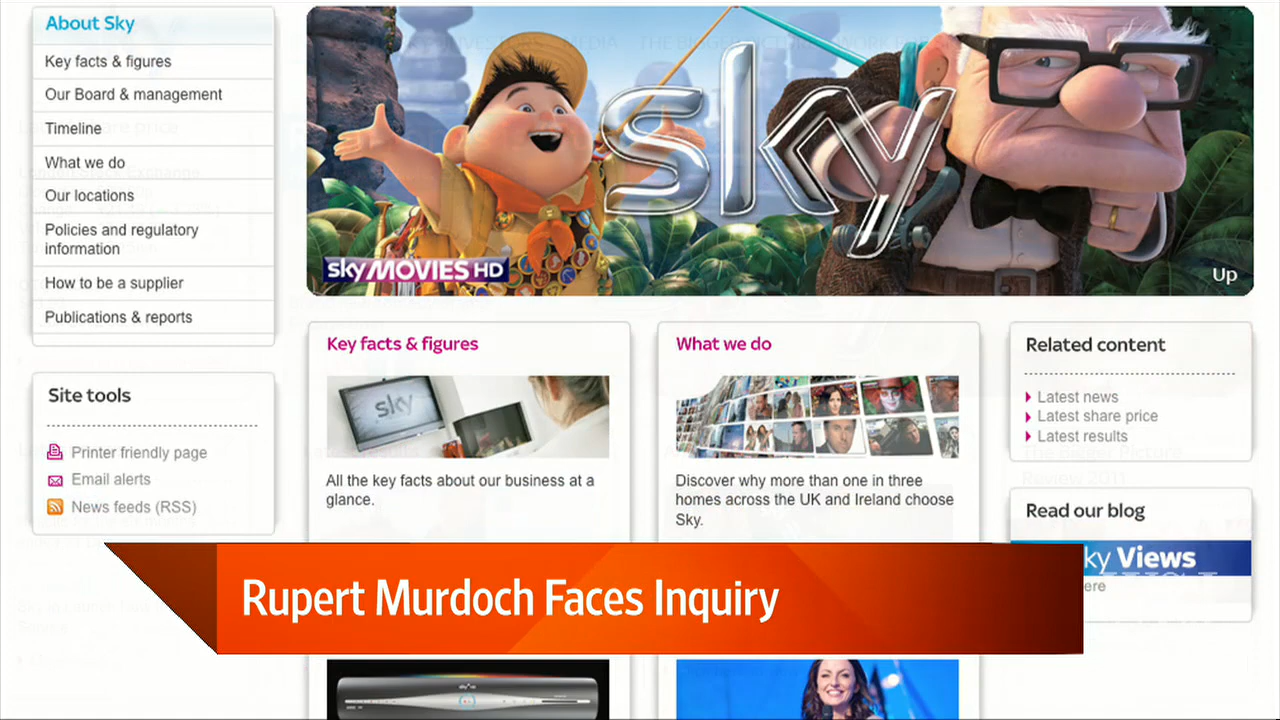 About Sky
Key facts & figures
Our Board & management
Timeline
What we do
Our locations
Policies and regulatory
information
How to be a supplier
Publications & reports
Site tools
Printer friendly page
Email alerts
News feeds (RSS)
sky
sky MOVIES HD
Up
Key facts & figures
sky
All the key facts about our business at a
glance.
What we do
Discover why more than one in three
homes across the UK and Ireland choose
Sky.
Related content
Latest news
Latest share price
Latest results
Read our blog
ky Views
ere
Rupert Murdoch Faces Inquiry